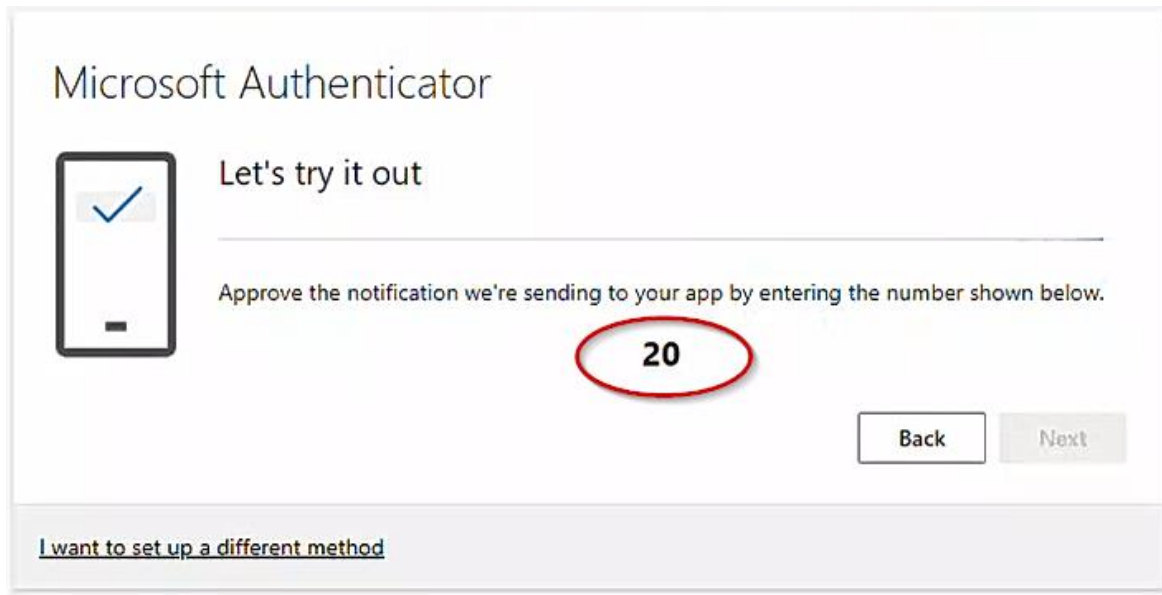 Microsoft Authenticator
Let's try it out
Approve the notification we're sending to your app by entering the number shown below.
20
Back
Next
I want to set up a different method